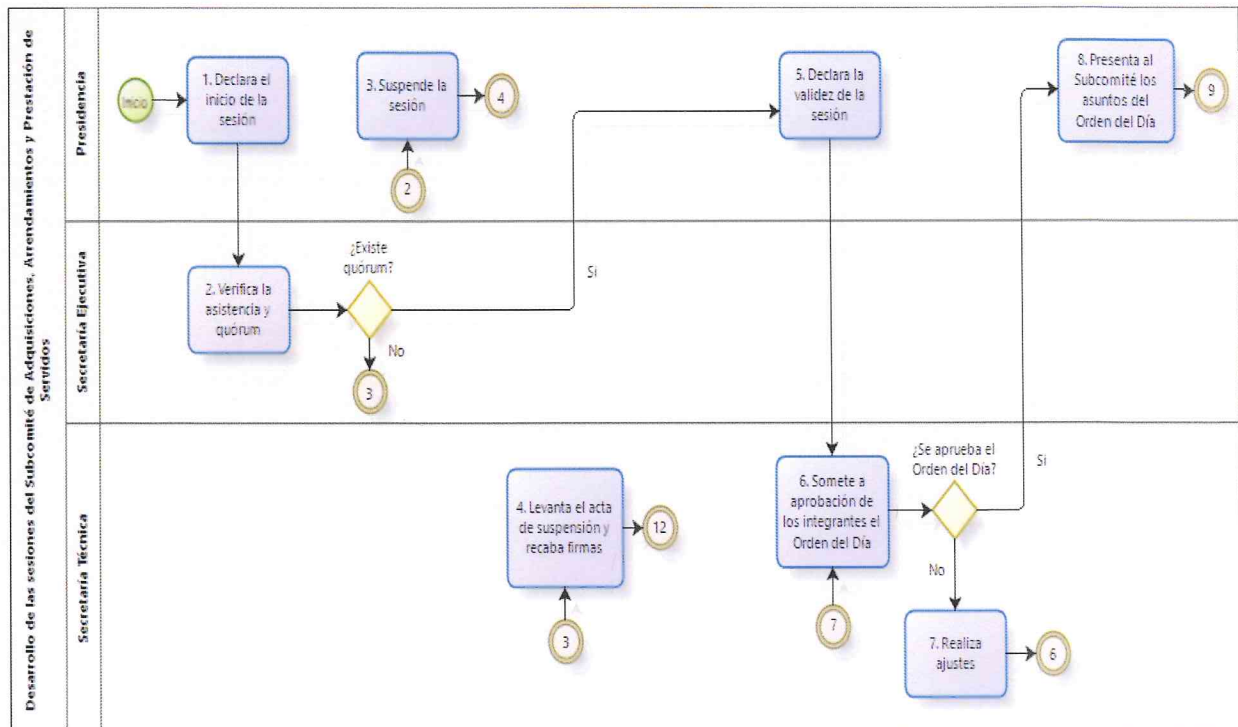 Desarrollo de las sesiones del Subcomité de Adquisiciones, Arrendamientos y Prestación de
Servidos
Presidencia
Inicio
1. Declara el
inicio de la
sesión
3. Suspende la
sesión
4
2
5. Declara la
validez de la
sesión
8. Presenta al
Subcomité los
asuntos del
Orden del Día
9
Secretaría Ejecutiva
2. Verifica la
asistencia y
quórum
¿Existe
quórum?
Si
No
3
Secretaría Técnica
4. Levanta el acta
de suspensión y
recaba firmas
12
3
6. Somete a
aprobación de
los integrantes el
Orden del Día
7
¿Se aprueba el
Orden del Día?
Si
No
7. Realiza
ajustes
6